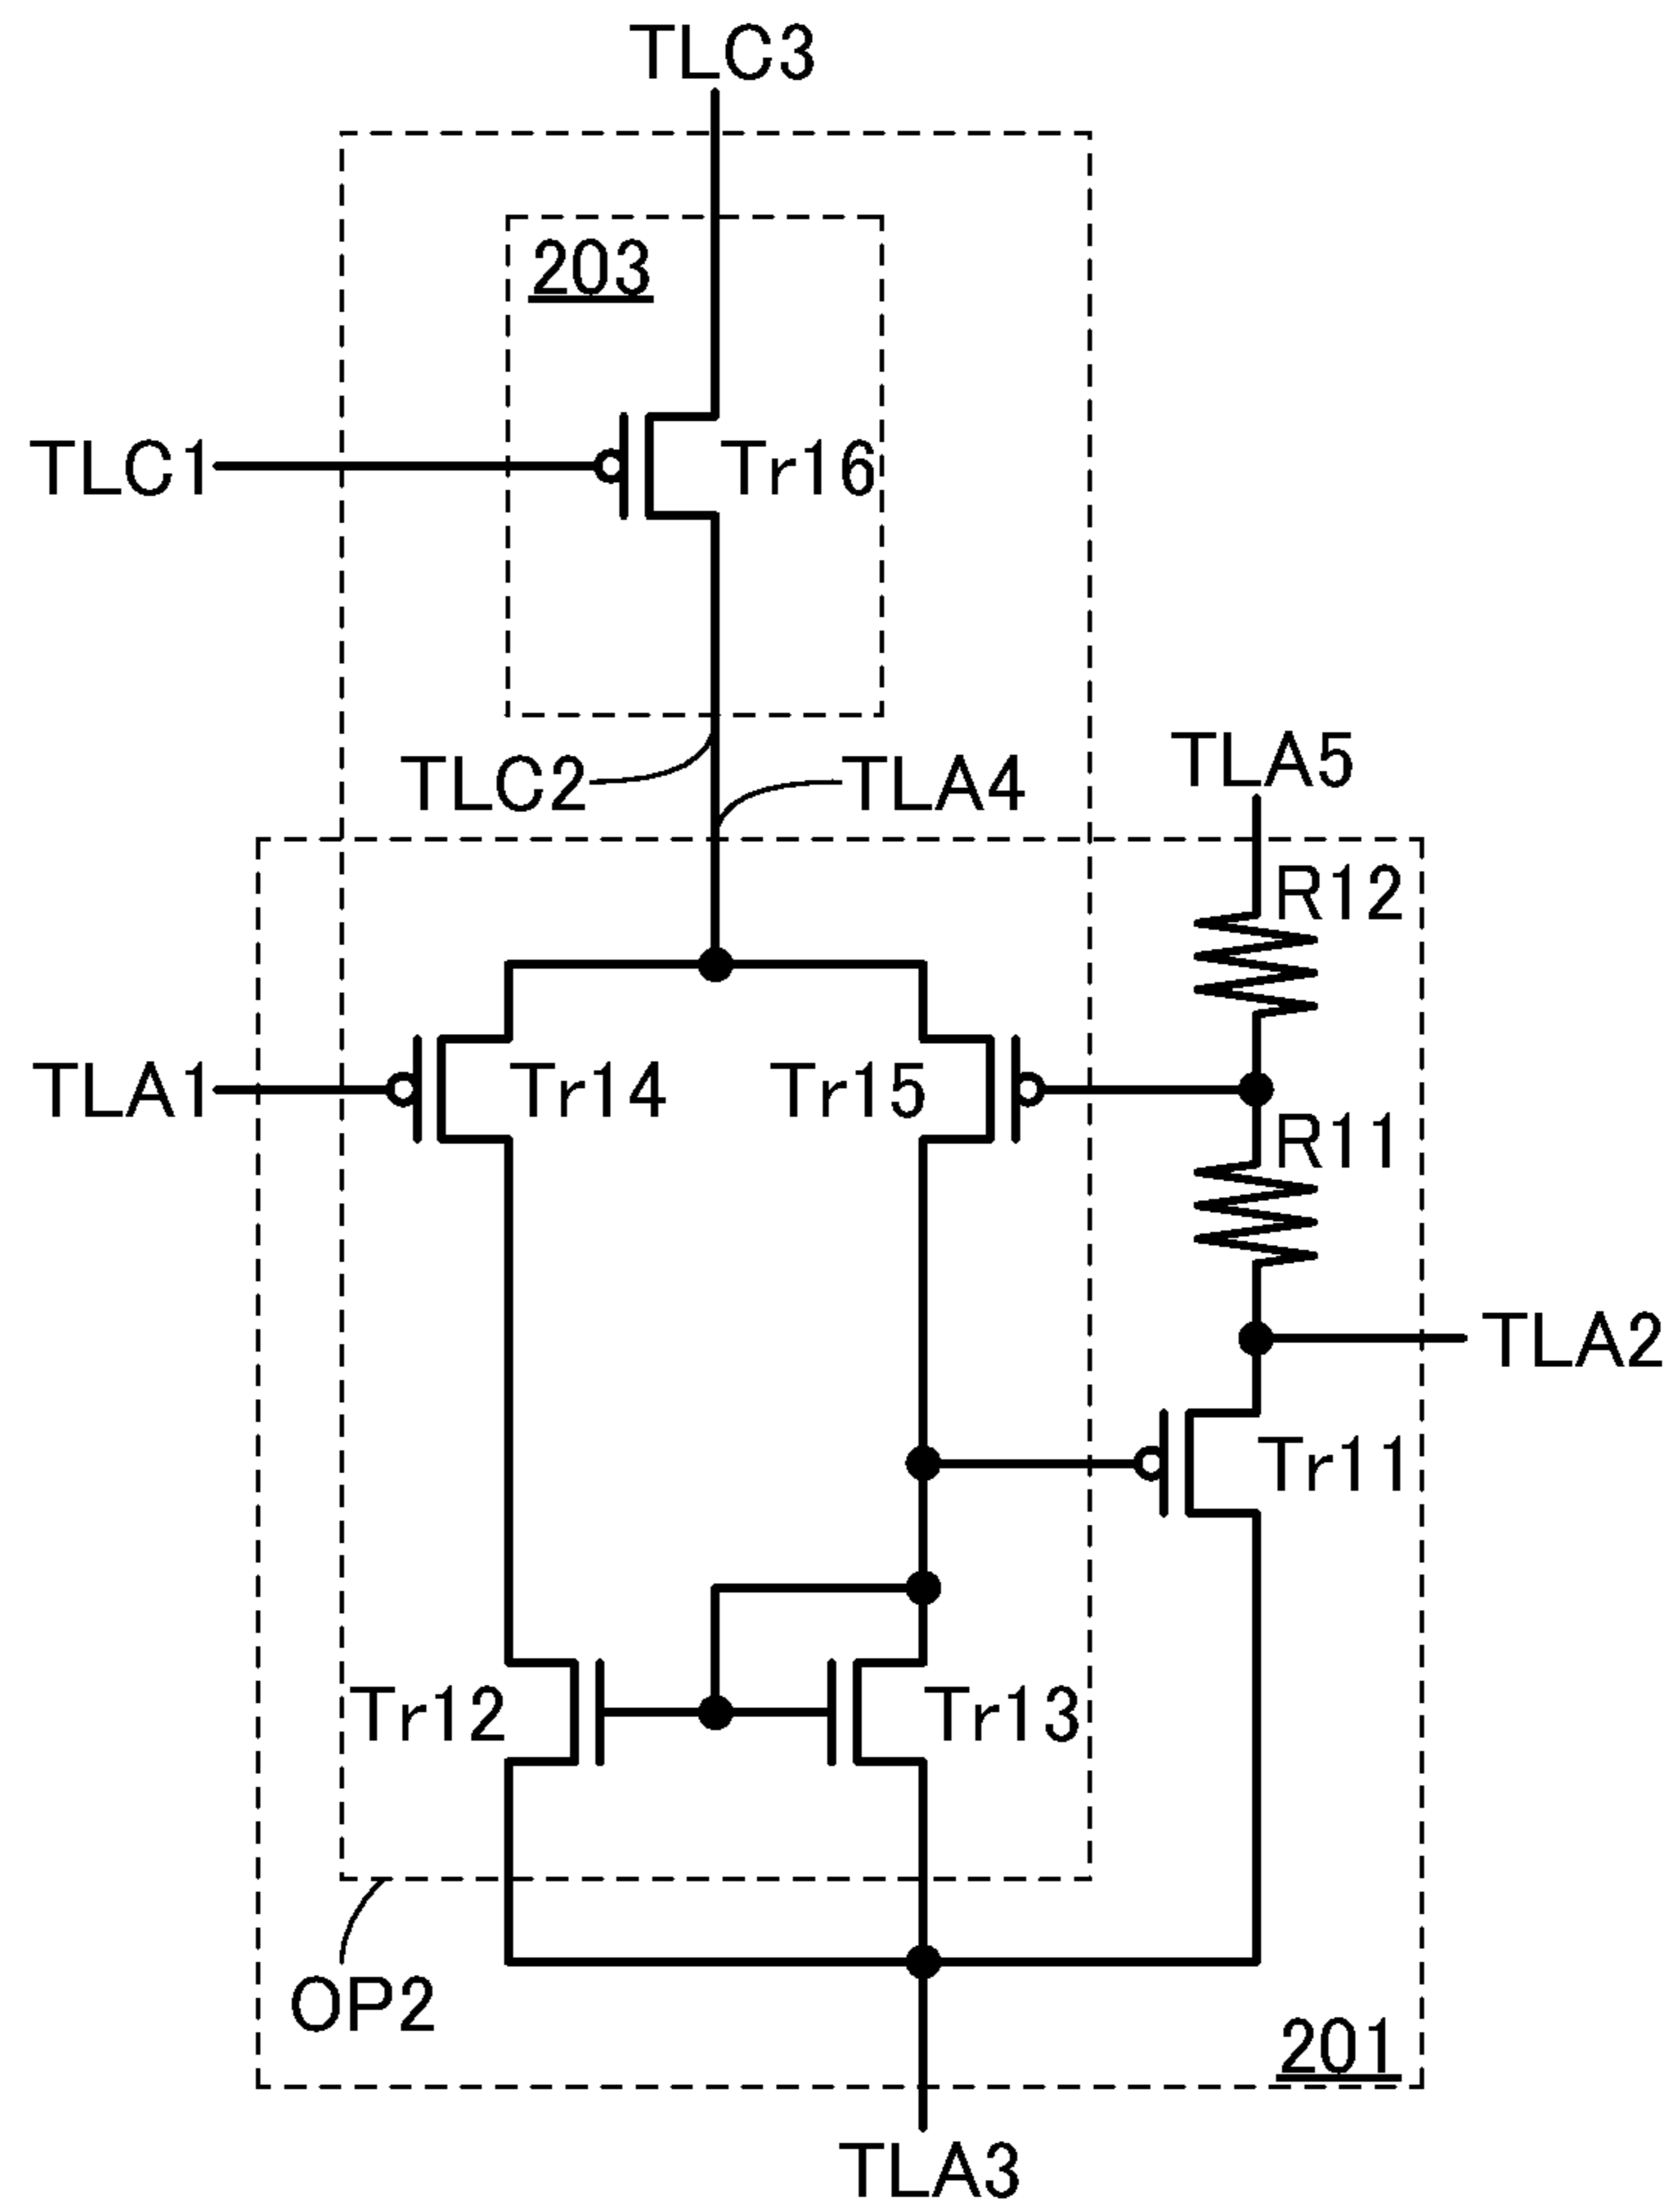 TLC3
203
TLC1
Tr16
TLC2
TLA4
TLA5
R12
TLA1
Tr14
Tr15
R11
TLA2
Tr11
Tr12
Tr13
OP2
201
TLA3